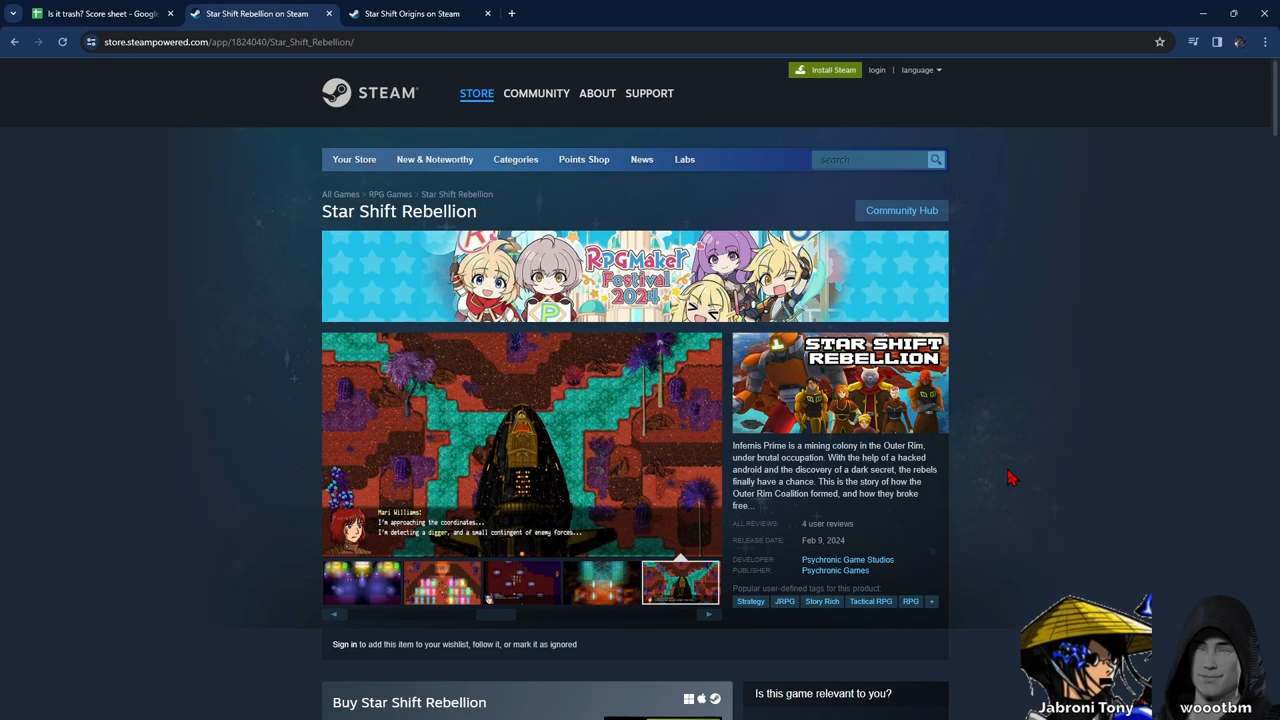 Is it trash? Score sheet - Google
Star Shift Rebellion on Steam
Star Shift Origins on Steam
store.steampowered.com/app/1824040/Star_Shift_Rebellion/
Install Steam
login
|
language
STEAM®
STORE
COMMUNITY
ABOUT
SUPPORT
Your Store
New & Noteworthy
Categories
Points Shop
News
Labs
search
All Games > RPG Games > Star Shift Rebellion
Star Shift Rebellion
Community Hub
RPGMaker
Festival
2024
STAR SHIFT
REBELLION
Mari Williams:
I'm approaching the coordinates...
I'm detecting a digger, and a small contingent of enemy forces...
Infernis Prime is a mining colony in the Outer Rim,
under brutal occupation. With the help of a hacked
android and the discovery of a dark secret, the rebels
finally have a chance. This is the story of how the
Outer Rim Coalition formed, and how they broke
free...
ALL REVIEWS: 4 user reviews
RELEASE DATE: Feb 9, 2024
DEVELOPER: Psychronic Game Studios
PUBLISHER: Psychronic Games
Popular user-defined tags for this product:
Strategy
JRPG
Story Rich
Tactical RPG
RPG
+
Sign in to add this item to your wishlist, follow it, or mark it as ignored
Buy Star Shift Rebellion
Is this game relevant to you?
Jabroni Tony
woootbm